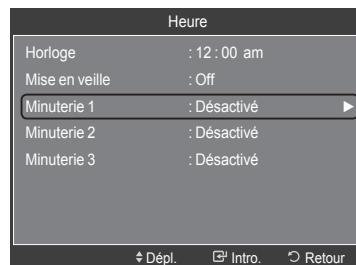 Heure
Horloge : 12 : 00 am
Mise en veille : Off
Minuterie 1 : Désactivé
Minuterie 2 : Désactivé
Minuterie 3 : Désactivé
Dépl. Intro. Retour